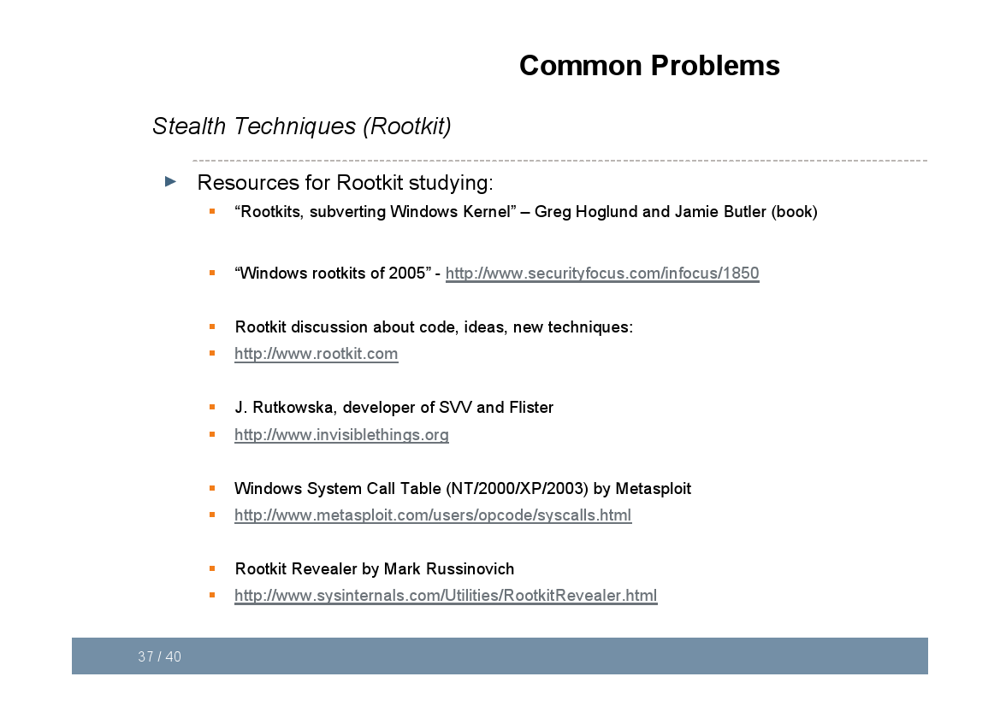 Common Problems
Stealth Techniques (Rootkit)
Resources for Rootkit studying:
“Rootkits, subverting Windows Kernel” – Greg Hoglund and Jamie Butler (book)
“Windows rootkits of 2005” - http://www.securityfocus.com/infocus/1850
Rootkit discussion about code, ideas, new techniques:
http://www.rootkit.com
J. Rutkowska, developer of SVV and Flister
http://www.invisiblethings.org
Windows System Call Table (NT/2000/XP/2003) by Metasploit
http://www.metasploit.com/users/opcode/syscalls.html
Rootkit Revealer by Mark Russinovich
http://www.sysinternals.com/Utilities/RootkitRevealer.html
37 / 40